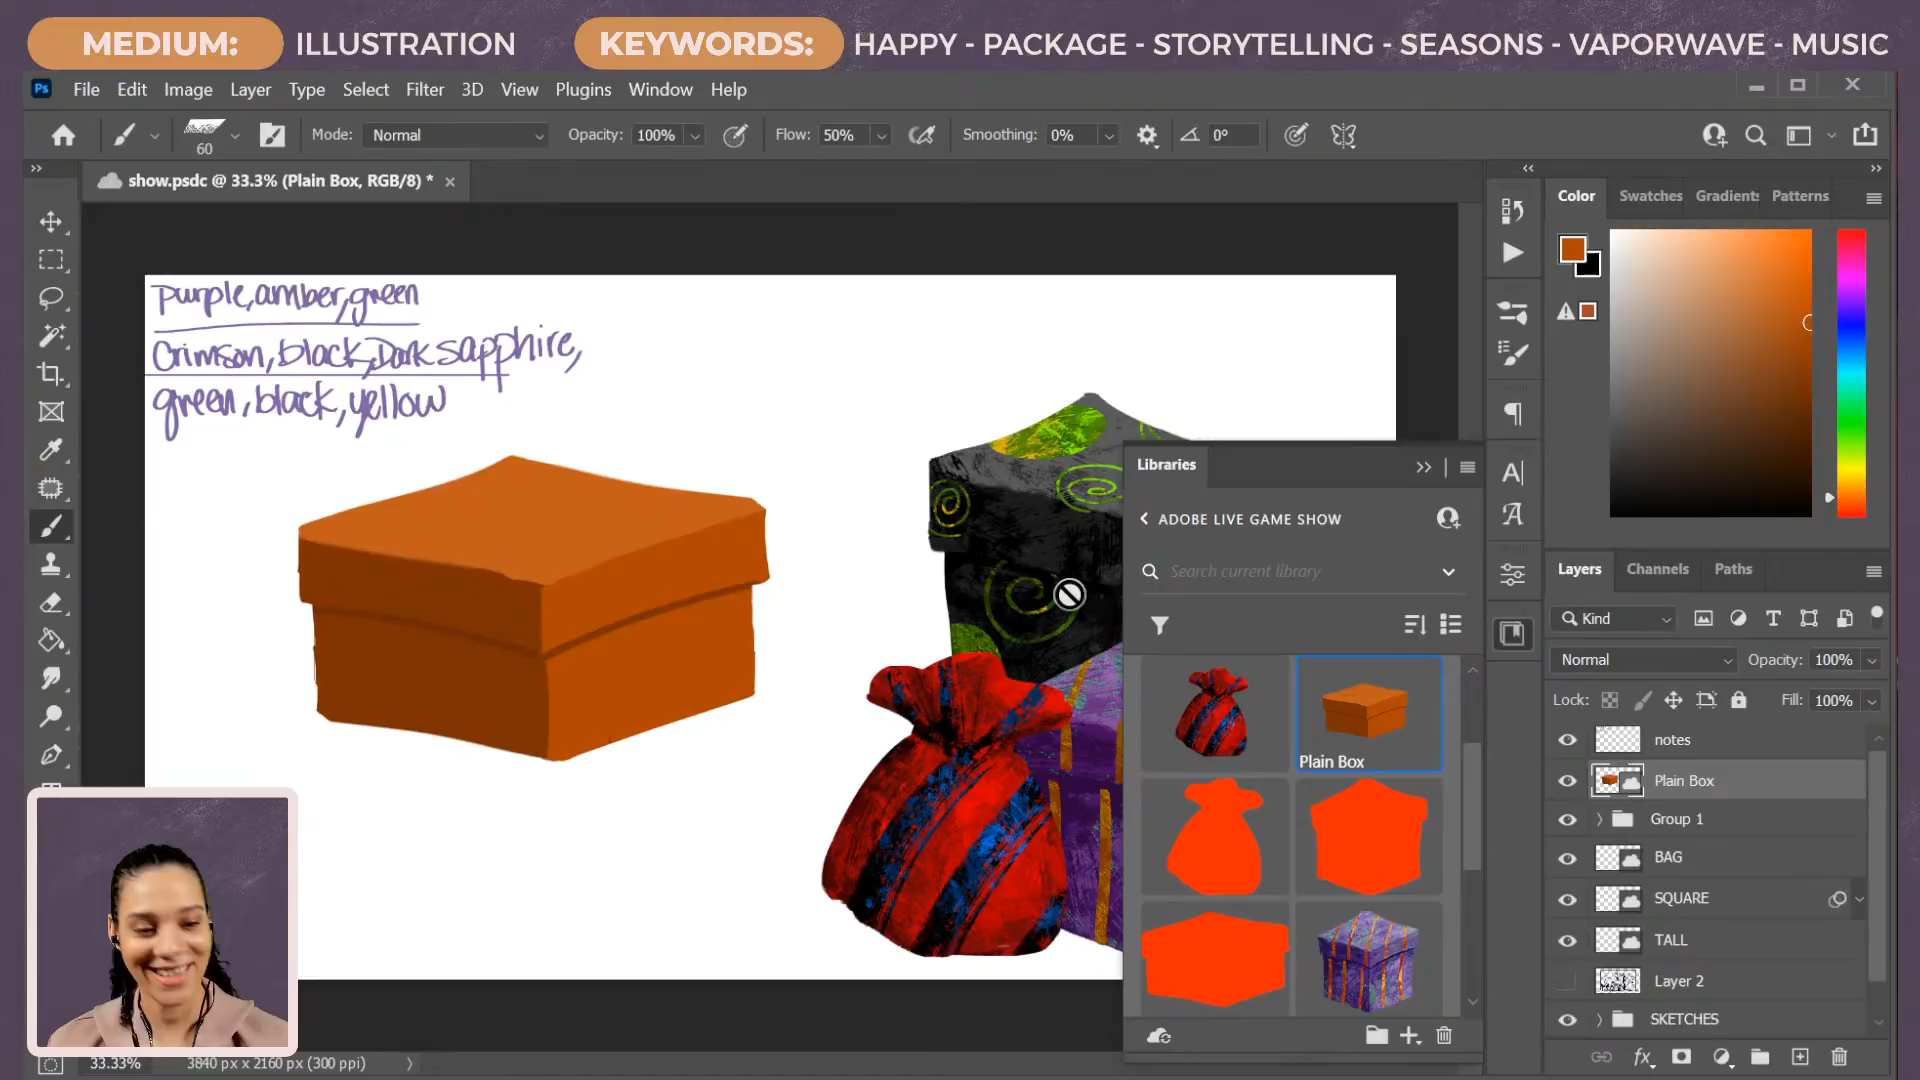 MEDIUM: ILLUSTRATION KEYWORDS: HAPPY - PACKAGE - STORYTELLING - SEASONS - VAPORWAVE - MUSIC
Ps File Edit Image Layer Type Select Filter 3D View Plugins Window Help
60 Mode: Normal Opacity: 100% Flow: 50% Smoothing: 0% 0°
show.psdc @ 33.3% (Plain Box, RGB/8) *
purple, amber, green
Crimson, black, Dark sapphire,
green, black, yellow
Libraries
ADOBE LIVE GAME SHOW
Search current library
Plain Box
Color Swatches Gradients Patterns
Layers Channels Paths
Kind
Normal Opacity: 100%
Lock: Fill: 100%
notes
Plain Box
Group 1
BAG
SQUARE
TALL
Layer 2
SKETCHES
fx
33.33% 3840 px x 2160 px (300 ppi)